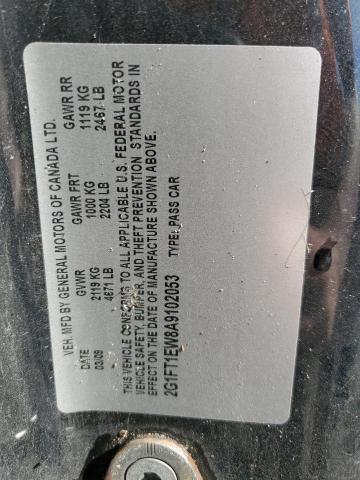 VEH. MFD BY GENERAL MOTORS OF CANADA LTD.
DATE GVWR GAWR FRT GAWR RR
03/09 2119 KG 1000 KG 1119 KG
4671 LB 2204 LB 2467 LB
THIS VEHICLE CONFORMS TO ALL APPLICABLE U.S. FEDERAL MOTOR
VEHICLE SAFETY, BUMPER, AND THEFT PREVENTION STANDARDS IN
EFFECT ON THE DATE OF MANUFACTURE SHOWN ABOVE.
2G1FT1EW8A9102053 TYPE: PASS CAR